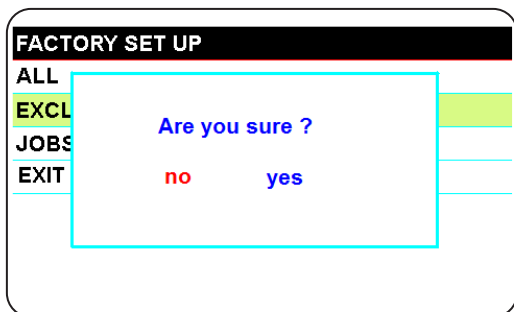 FACTORY SET UP
ALL
EXCL
JOBS
EXIT
Are you sure ?
no yes